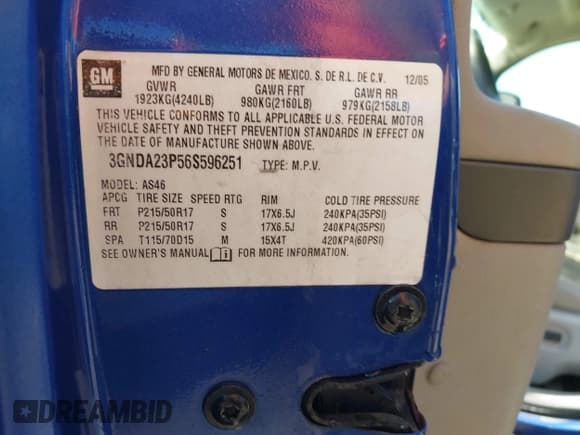 GM
MFD BY GENERAL MOTORS DE MEXICO. S. DE R.L. DE C.V. 12/05
GVWR GAWR FRT GAWR RR
1923KG(4240LB) 980KG(2160LB) 979KG(2158LB)
THIS VEHICLE CONFORMS TO ALL APPLICABLE U.S. FEDERAL MOTOR
VEHICLE SAFETY AND THEFT PREVENTION STANDARDS IN EFFECT ON
THE DATE OF MANUFACTURE SHOWN ABOVE.
3GNDA23P56S596251 TYPE: M.P.V.
MODEL: AS46
APCG TIRE SIZE SPEED RTG RIM COLD TIRE PRESSURE
FRT P215/50R17 S 17X6.5J 240KPA(35PSI)
RR P215/50R17 S 17X6.5J 240KPA(35PSI)
SPA T115/70D15 M 15X4T 420KPA(60PSI)
SEE OWNER'S MANUAL FOR MORE INFORMATION.
DREAMBID